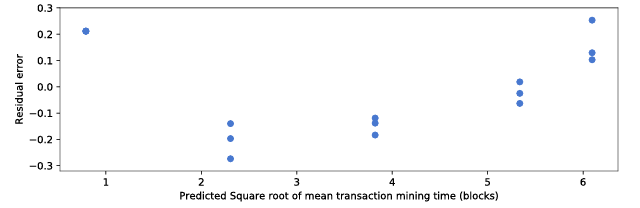 0.3
0.2
0.1
0.0
−0.1
−0.2
−0.3
Residual error
1 2 3 4 5 6
Predicted Square root of mean transaction mining time (blocks)